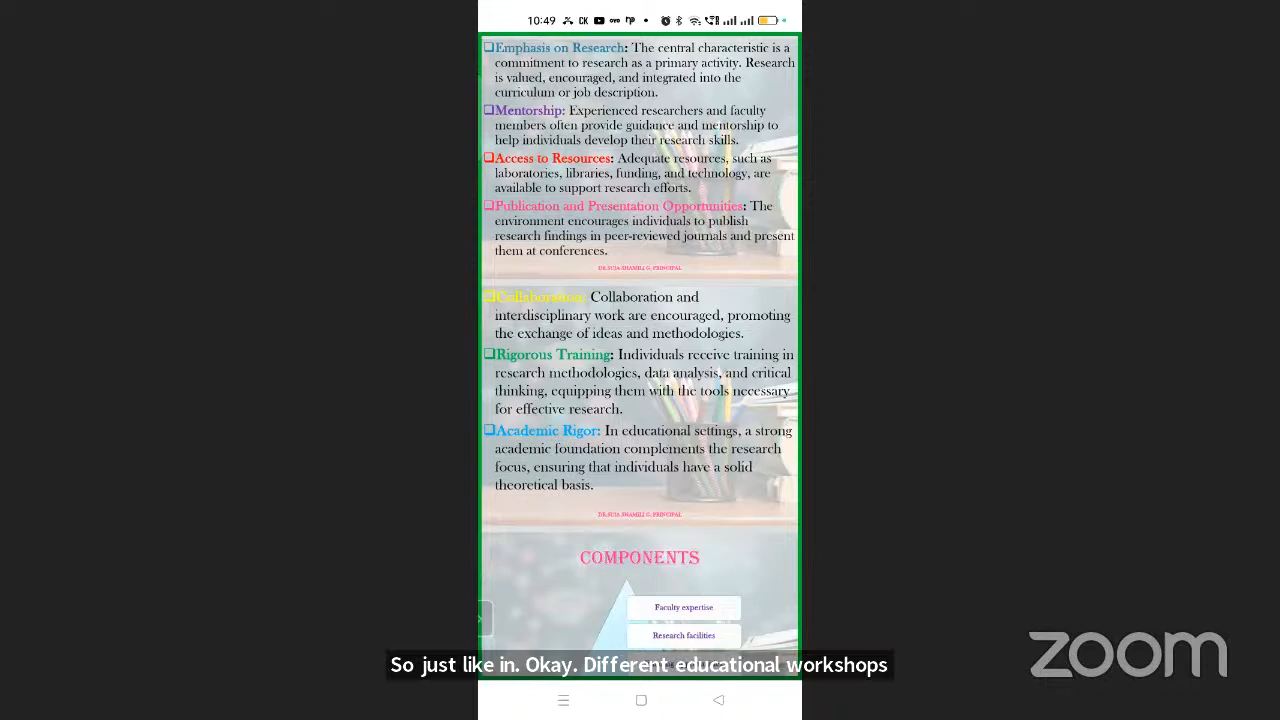 10:49
❑Emphasis on Research: The central characteristic is a
commitment to research as a primary activity. Research
is valued, encouraged, and integrated into the
curriculum or job description.
❑Mentorship: Experienced researchers and faculty
members often provide guidance and mentorship to
help individuals develop their research skills.
❑Access to Resources: Adequate resources, such as
laboratories, libraries, funding, and technology, are
available to support research efforts.
❑Publication and Presentation Opportunities: The
environment encourages individuals to publish
research findings in peer-reviewed journals and present
them at conferences.
DR.SUJA SHAMILI G, PRINCIPAL
❑Collaboration: Collaboration and
interdisciplinary work are encouraged, promoting
the exchange of ideas and methodologies.
❑Rigorous Training: Individuals receive training in
research methodologies, data analysis, and critical
thinking, equipping them with the tools necessary
for effective research.
❑Academic Rigor: In educational settings, a strong
academic foundation complements the research
focus, ensuring that individuals have a solid
theoretical basis.
DR.SUJA SHAMILI G, PRINCIPAL
COMPONENTS
Faculty expertise
Research facilities
zoom
So just like in. Okay. Different educational workshops